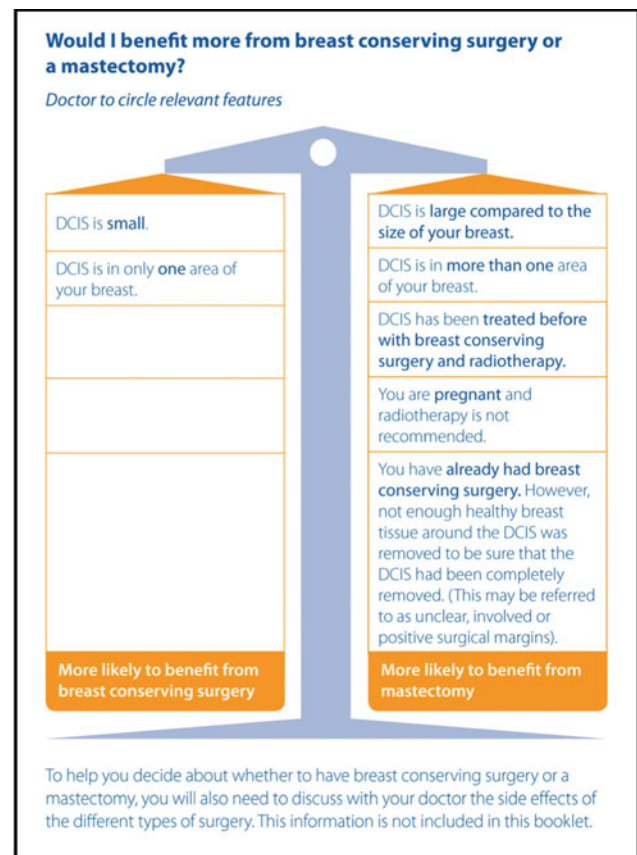 Would I benefit more from breast conserving surgery or
a mastectomy?
Doctor to circle relevant features
DCIS is small.
DCIS is in only one area of
your breast.
More likely to benefit from
breast conserving surgery
DCIS is large compared to the
size of your breast.
DCIS is in more than one area
of your breast.
DCIS has been treated before
with breast conserving
surgery and radiotherapy.
You are pregnant and
radiotherapy is not
recommended.
You have already had breast
conserving surgery. However,
not enough healthy breast
tissue around the DCIS was
removed to be sure that the
DCIS had been completely
removed. (This may be referred
to as unclear, involved or
positive surgical margins).
More likely to benefit from
mastectomy
To help you decide about whether to have breast conserving surgery or a
mastectomy, you will also need to discuss with your doctor the side effects of
the different types of surgery. This information is not included in this booklet.